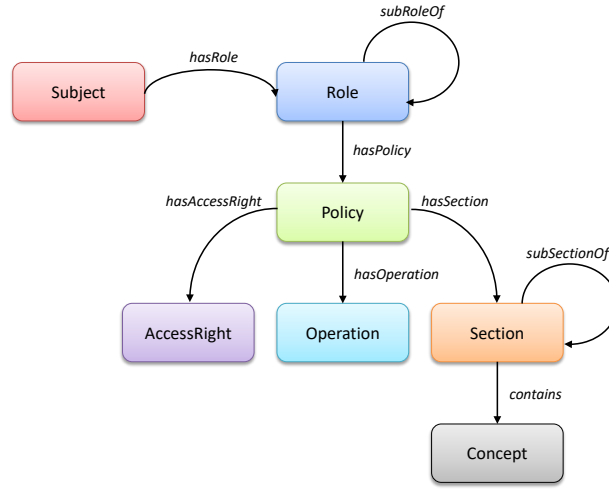 subRoleOf
hasRole
Subject
Role
hasPolicy
hasAccessRight
Policy
hasSection
subSectionOf
hasOperation
AccessRight
Operation
Section
contains
Concept